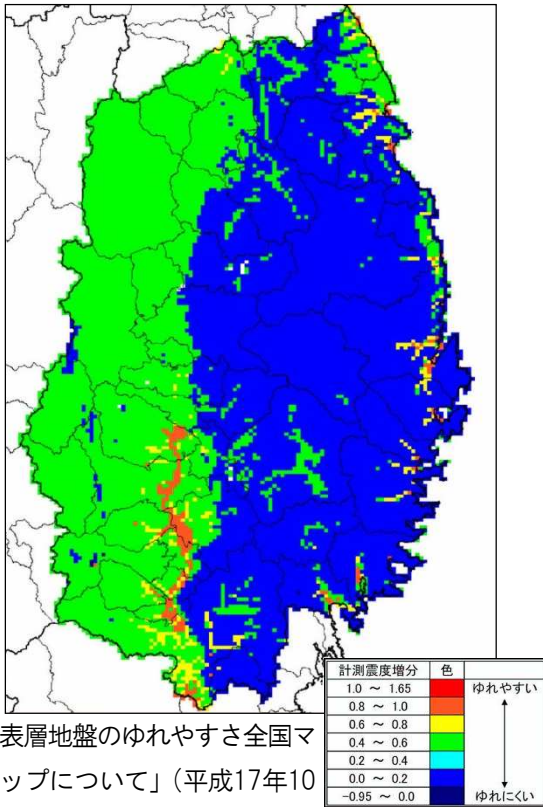 計測震度増分 色
1.0 ～ 1.65 ゆれやすい
0.8 ～ 1.0
0.6 ～ 0.8
0.4 ～ 0.6
0.2 ～ 0.4
0.0 ～ 0.2
-0.95 ～ 0.0 ゆれにくい
表層地盤のゆれやすさ全国マ
ップについて」（平成17年10